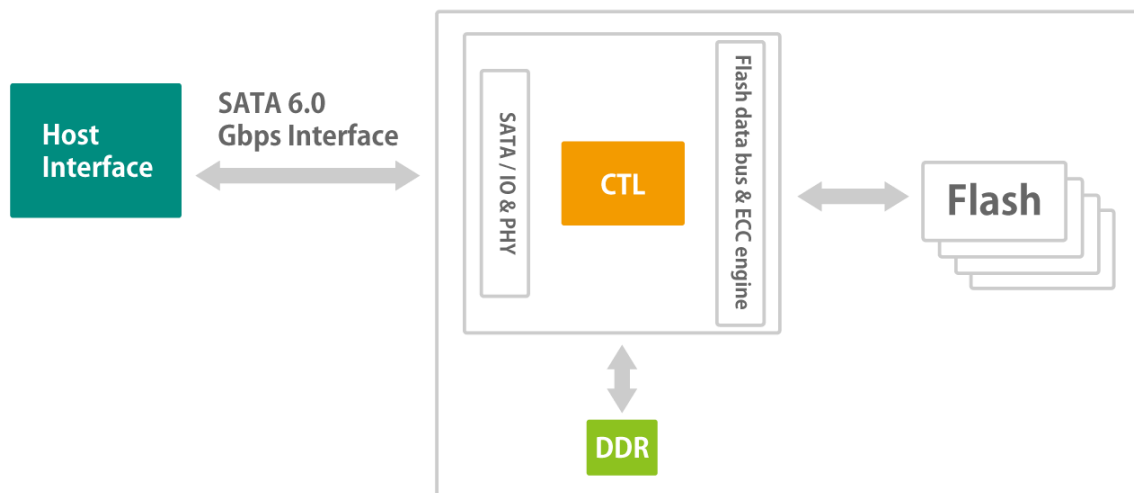 Host
Interface
SATA 6.0
Gbps Interface
SATA / IO & PHY
CTL
Flash data bus & ECC engine
Flash
DDR